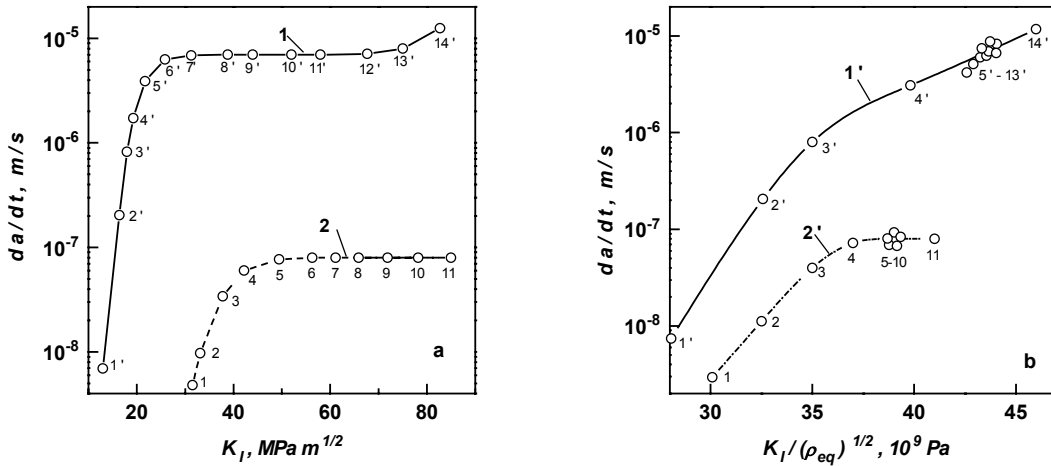 10⁻⁵
10⁻⁶
10⁻⁷
10⁻⁸
da/dt, m/s
1
6' 7' 8' 9' 10' 11' 12' 13' 14'
5'
4'
3'
2'
1'
2
4 5 6 7 8 9 10 11
3
2
1
a
20 40 60 80
K_I, MPa m^{1/2}
10⁻⁵
10⁻⁶
10⁻⁷
10⁻⁸
da/dt, m/s
14'
1'
5' - 13'
4'
3'
2'
2'
4 5-10 11
3
2
1'
1
b
30 35 40 45
K_I/(ρ_eq)^{1/2}, 10⁹ Pa